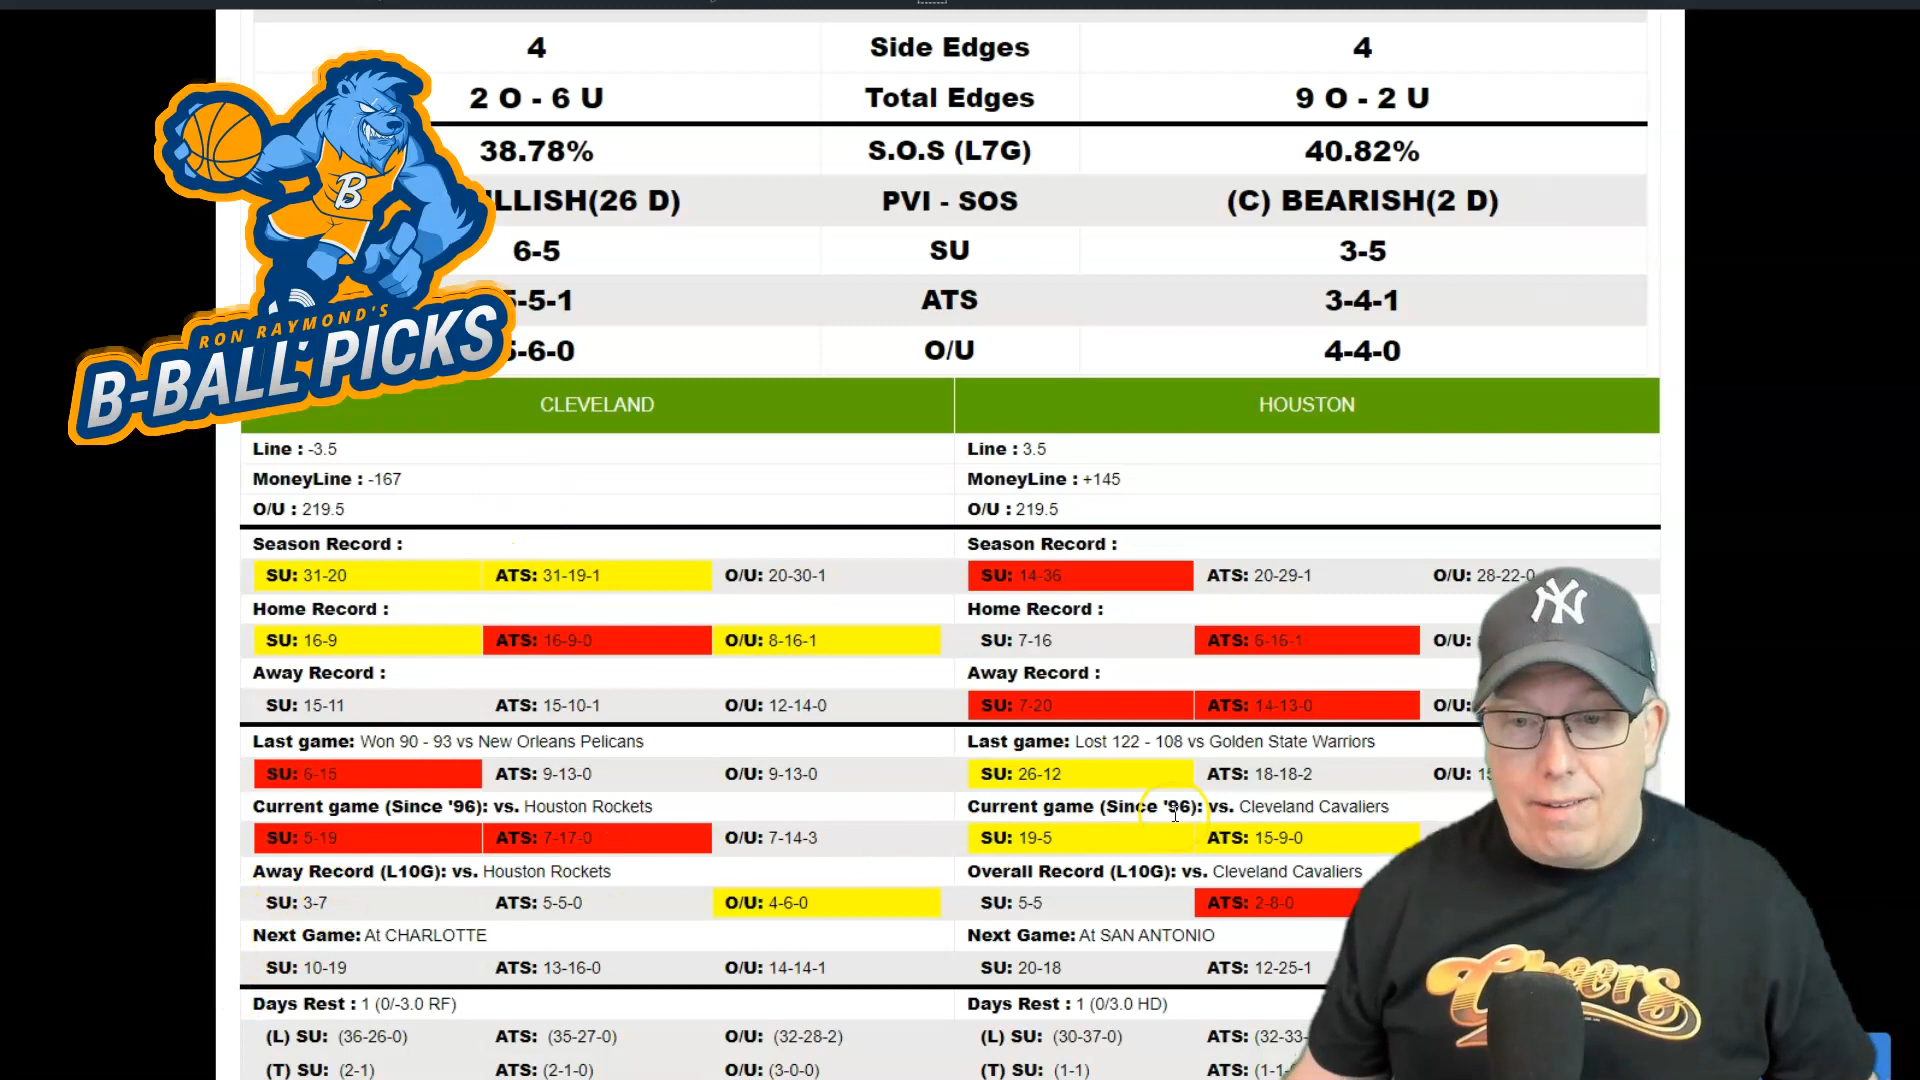 4 Side Edges 4
2 O - 6 U Total Edges 9 O - 2 U
38.78% S.O.S (L7G) 40.82%
LLISH(26 D) PVI - SOS (C) BEARISH(2 D)
6-5 SU 3-5
-5-1 ATS 3-4-1
-6-0 O/U 4-4-0
B
RON RAYMOND'S
B-BALL PICKS
CLEVELAND HOUSTON
Line : -3.5 Line : 3.5
MoneyLine : -167 MoneyLine : +145
O/U : 219.5 O/U : 219.5
Season Record : Season Record :
SU: 31-20 ATS: 31-19-1 O/U: 20-30-1 SU: 14-36 ATS: 20-29-1 O/U: 28-22-0
Home Record : Home Record :
SU: 16-9 ATS: 16-9-0 O/U: 8-16-1 SU: 7-16 ATS: 6-16-1 O/U:
Away Record : Away Record :
SU: 15-11 ATS: 15-10-1 O/U: 12-14-0 SU: 7-20 ATS: 14-13-0 O/U:
Last game: Won 90 - 93 vs New Orleans Pelicans Last game: Lost 122 - 108 vs Golden State Warriors
SU: 6-15 ATS: 9-13-0 O/U: 9-13-0 SU: 26-12 ATS: 18-18-2 O/U:
Current game (Since '96): vs. Houston Rockets Current game (Since '96): vs. Cleveland Cavaliers
SU: 5-19 ATS: 7-17-0 O/U: 7-14-3 SU: 19-5 ATS: 15-9-0
Away Record (L10G): vs. Houston Rockets Overall Record (L10G): vs. Cleveland Cavaliers
SU: 3-7 ATS: 5-5-0 O/U: 4-6-0 SU: 5-5 ATS: 2-8-0
Next Game: At CHARLOTTE Next Game: At SAN ANTONIO
SU: 10-19 ATS: 13-16-0 O/U: 14-14-1 SU: 20-18 ATS: 12-25-1
Days Rest : 1 (0/-3.0 RF) Days Rest : 1 (0/3.0 HD)
(L) SU: (36-26-0) ATS: (35-27-0) O/U: (32-28-2) (L) SU: (30-37-0) ATS: (32-33-
(T) SU: (2-1) ATS: (2-1-0) O/U: (3-0-0) (T) SU: (1-1) ATS: (1-1-
NY
Cheers